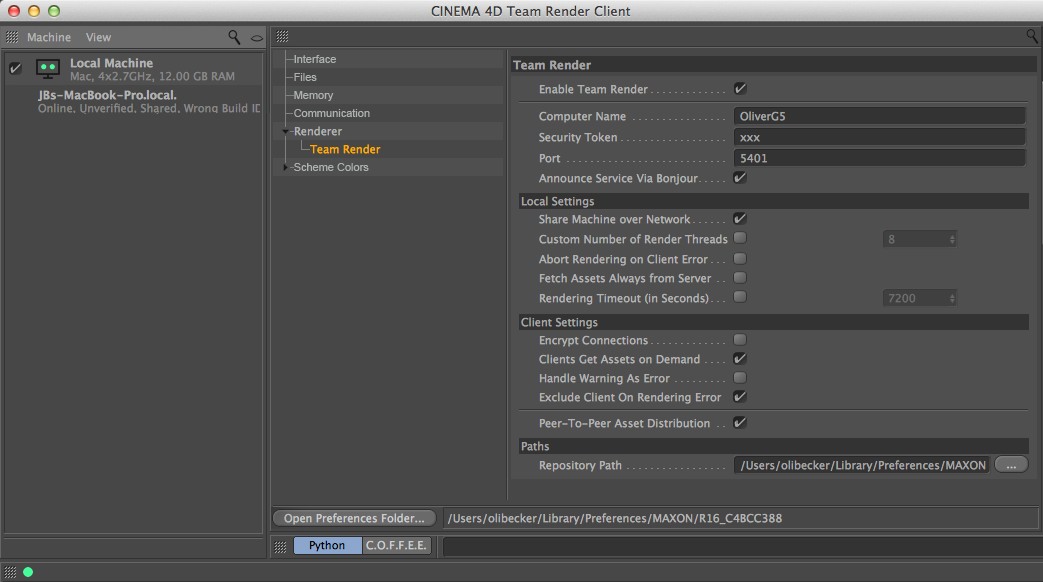 CINEMA 4D Team Render Client
Machine View
Local Machine
Mac, 4x2.7GHz, 12.00 GB RAM
JBs-MacBook-Pro.local.
Online, Unverified, Shared, Wrong Build ID
Interface
Files
Memory
Communication
Renderer
Team Render
Scheme Colors
Team Render
Enable Team Render
Computer Name OliverG5
Security Token xxx
Port 5401
Announce Service Via Bonjour
Local Settings
Share Machine over Network
Custom Number of Render Threads 8
Abort Rendering on Client Error
Fetch Assets Always from Server
Rendering Timeout (in Seconds) 7200
Client Settings
Encrypt Connections
Clients Get Assets on Demand
Handle Warning As Error
Exclude Client On Rendering Error
Peer-To-Peer Asset Distribution
Paths
Repository Path /Users/olibecker/Library/Preferences/MAXON ...
Open Preferences Folder... /Users/olibecker/Library/Preferences/MAXON/R16_C4BCC388
Python C.O.F.F.E.E.